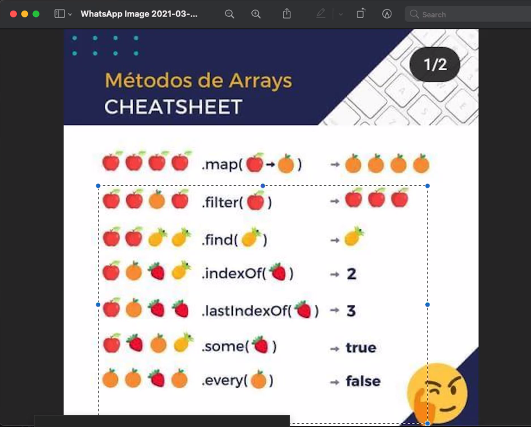 WhatsApp Image 2021-03-...
Search
1/2
Métodos de Arrays
CHEATSHEET
🍎🍎🍎🍎 .map(🍎→🍊) → 🍊🍊🍊🍊
🍎🍎🍊🍎 .filter(🍎) → 🍎🍎🍎
🍎🍎🍋🍋 .find(🍋) → 🍋
🍎🍊🍓🍋 .indexOf(🍓) → 2
🍎🍊🍓🍓 .lastIndexOf(🍓) → 3
🍎🍓🍊🍋 .some(🍓) → true
🍊🍊🍓🍊 .every(🍊) → false